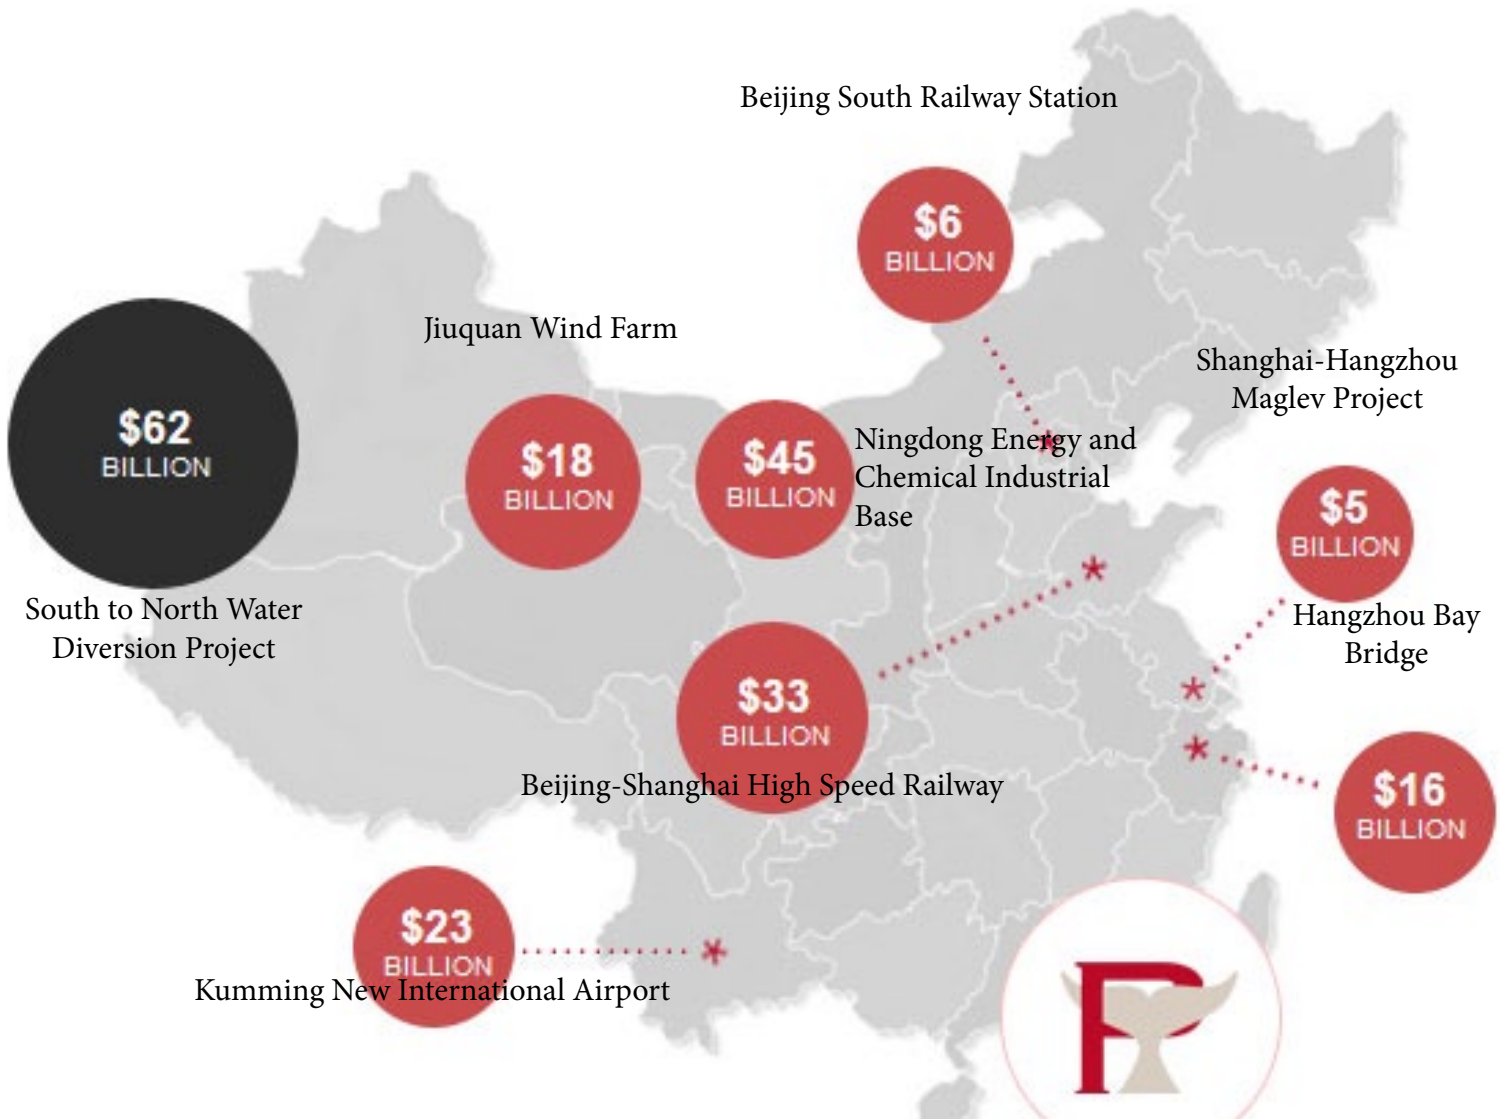 Beijing South Railway Station
$6
BILLION
Jiuquan Wind Farm
Shanghai-Hangzhou
Maglev Project
$62
BILLION
$18
BILLION
$45
BILLION
Ningdong Energy and
Chemical Industrial
Base
$5
BILLION
South to North Water
Diversion Project
Hangzhou Bay
Bridge
$33
BILLION
Beijing-Shanghai High Speed Railway
$16
BILLION
$23
BILLION
Kumming New International Airport
P